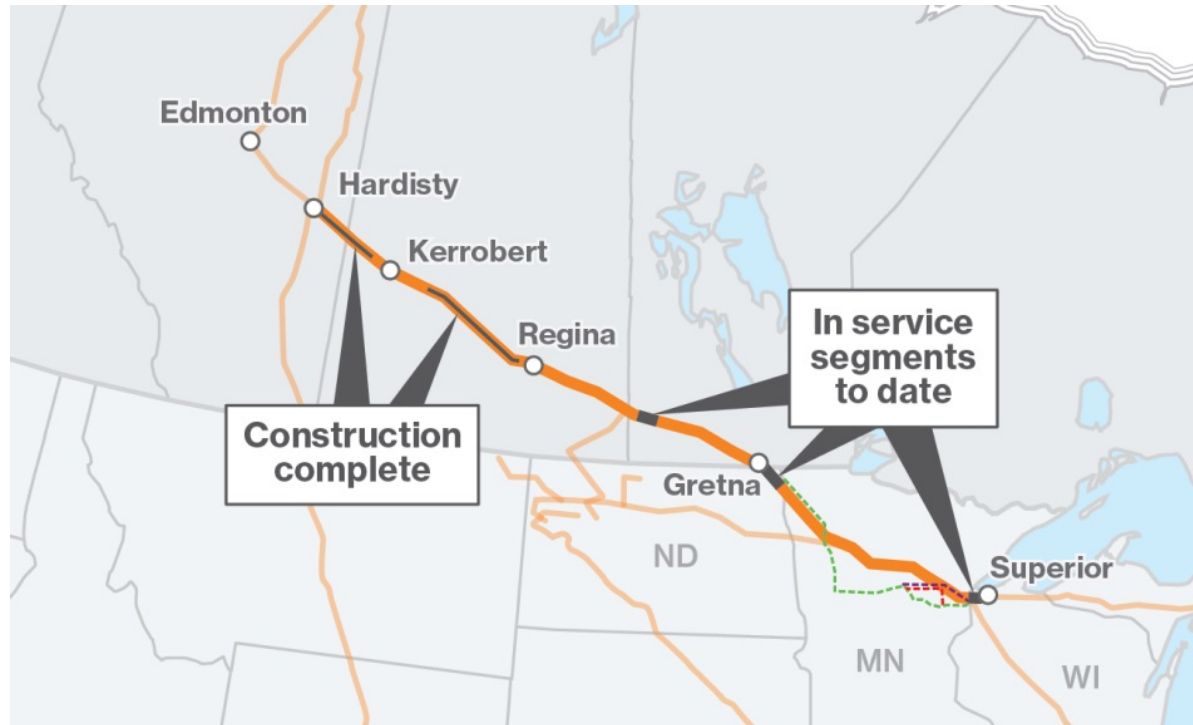 Edmonton
Hardisty
Kerrobert
Regina
In service
segments
to date
Construction
complete
Gretna
ND
Superior
MN
WI